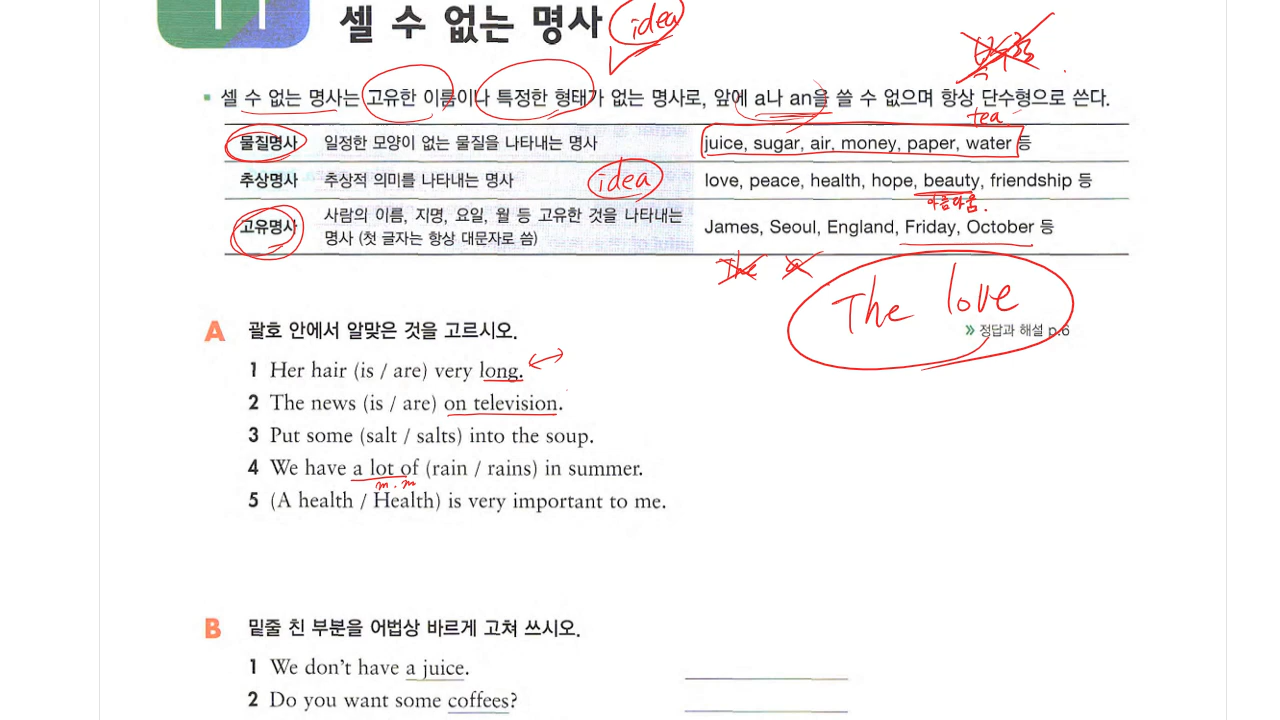 셀 수 없는 명사 idea
셀 수 없는 명사는 고유한 이름이나 특정한 형태가 없는 명사로, 앞에 a나 an을 쓸 수 없으며 항상 단수형으로 쓴다.
tea
물질명사 일정한 모양이 없는 물질을 나타내는 명사 juice, sugar, air, money, paper, water 등
추상명사 추상적 의미를 나타내는 명사 idea love, peace, health, hope, beauty, friendship 등
아름다움.
고유명사 사람의 이름, 지명, 요일, 월 등 고유한 것을 나타내는 명사 (첫 글자는 항상 대문자로 씀) James, Seoul, England, Friday, October 등
The a
The love
» 정답과 해설 p.6
A 괄호 안에서 알맞은 것을 고르시오.
1 Her hair (is / are) very long.
2 The news (is / are) on television.
3 Put some (salt / salts) into the soup.
4 We have a lot of (rain / rains) in summer.
m . m
5 (A health / Health) is very important to me.
B 밑줄 친 부분을 어법상 바르게 고쳐 쓰시오.
1 We don't have a juice.
2 Do you want some coffees?